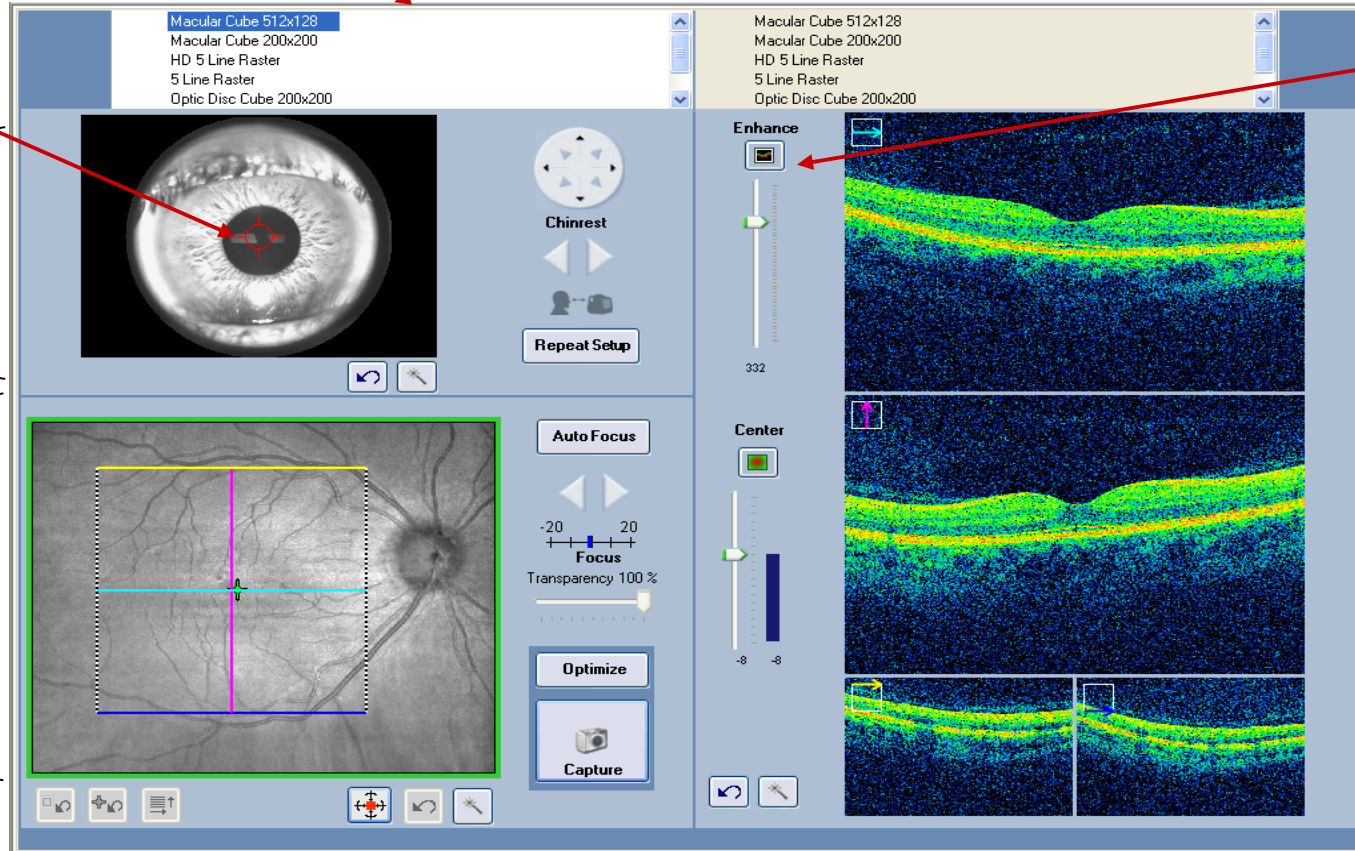 Macular Cube 512x128
Macular Cube 200x200
HD 5 Line Raster
5 Line Raster
Optic Disc Cube 200x200
Macular Cube 512x128
Macular Cube 200x200
HD 5 Line Raster
5 Line Raster
Optic Disc Cube 200x200
Chinrest
Repeat Setup
Enhance
332
Auto Focus
-20 20
Focus
Transparency 100 %
Optimize
Capture
Center
-8 -8